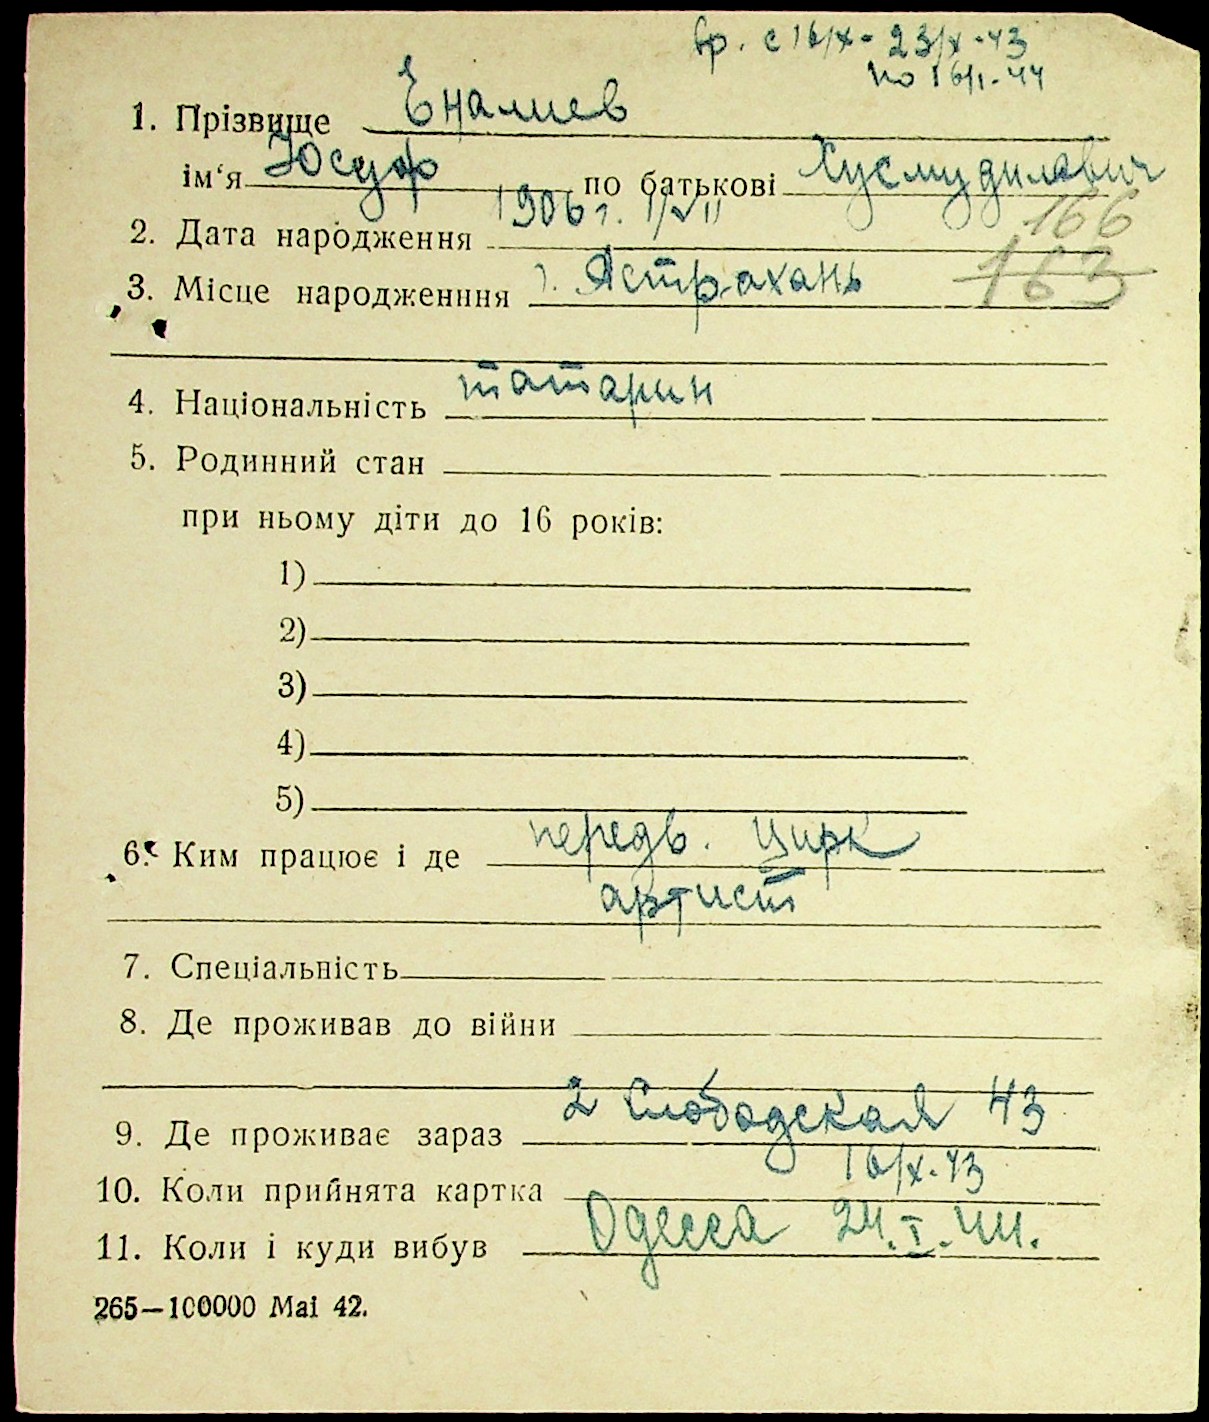 вр. с 16/X - 23/X - 43
по 16/I - 44
1. Прізвище Еналиев
ім‘я Юсуф по батькові Хусмудилович
166
2. Дата народження 1906 г. 1/VII
163
3. Місце народженння г. Астрахань
4. Національність татарин
5. Родинний стан
при ньому діти до 16 років:
1)
2)
3)
4)
5)
6. Ким працює і де передв. цирк
артист
7. Спеціальність
8. Де проживав до війни
9. Де проживає зараз 2 Слободская 43
10. Коли прийнята картка 16/X - 43
11. Коли і куди вибув Одесса 24.I.44.
265—100000 Mai 42.